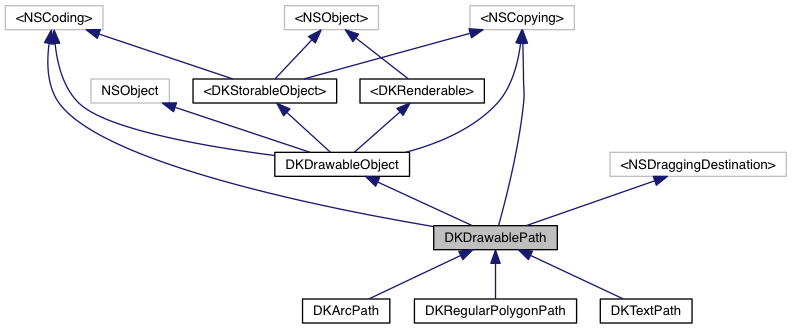 <NSCoding>
<NSObject>
<NSCopying>
NSObject
<DKStorableObject>
<DKRenderable>
DKDrawableObject
<NSDraggingDestination>
DKDrawablePath
DKArcPath
DKRegularPolygonPath
DKTextPath